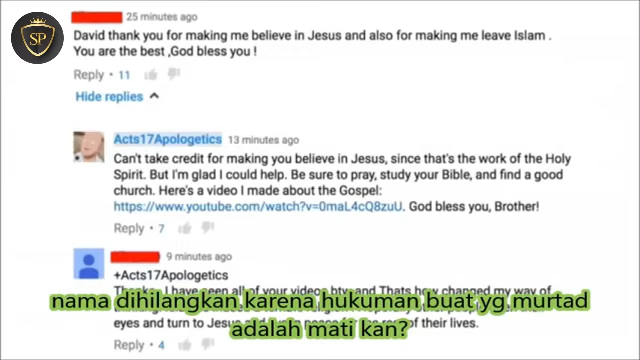 SP
25 minutes ago
David thank you for making me believe in Jesus and also for making me leave Islam .
You are the best ,God bless you !
Reply • 11
Hide replies
Acts17Apologetics 13 minutes ago
Can't take credit for making you believe in Jesus, since that's the work of the Holy
Spirit. But I'm glad I could help. Be sure to pray, study your Bible, and find a good
church. Here's a video I made about the Gospel:
https://www.youtube.com/watch?v=0maL4cQ8zuU. God bless you, Brother!
Reply • 7
9 minutes ago
+Acts17Apologetics
Thanks, I have seen all of your videos btw and Thats how changed my way of
nama dihilangkan karena hukuman buat yg murtad
eyes and turn to Jesus
of their lives.
adalah mati kan?
Reply • 4